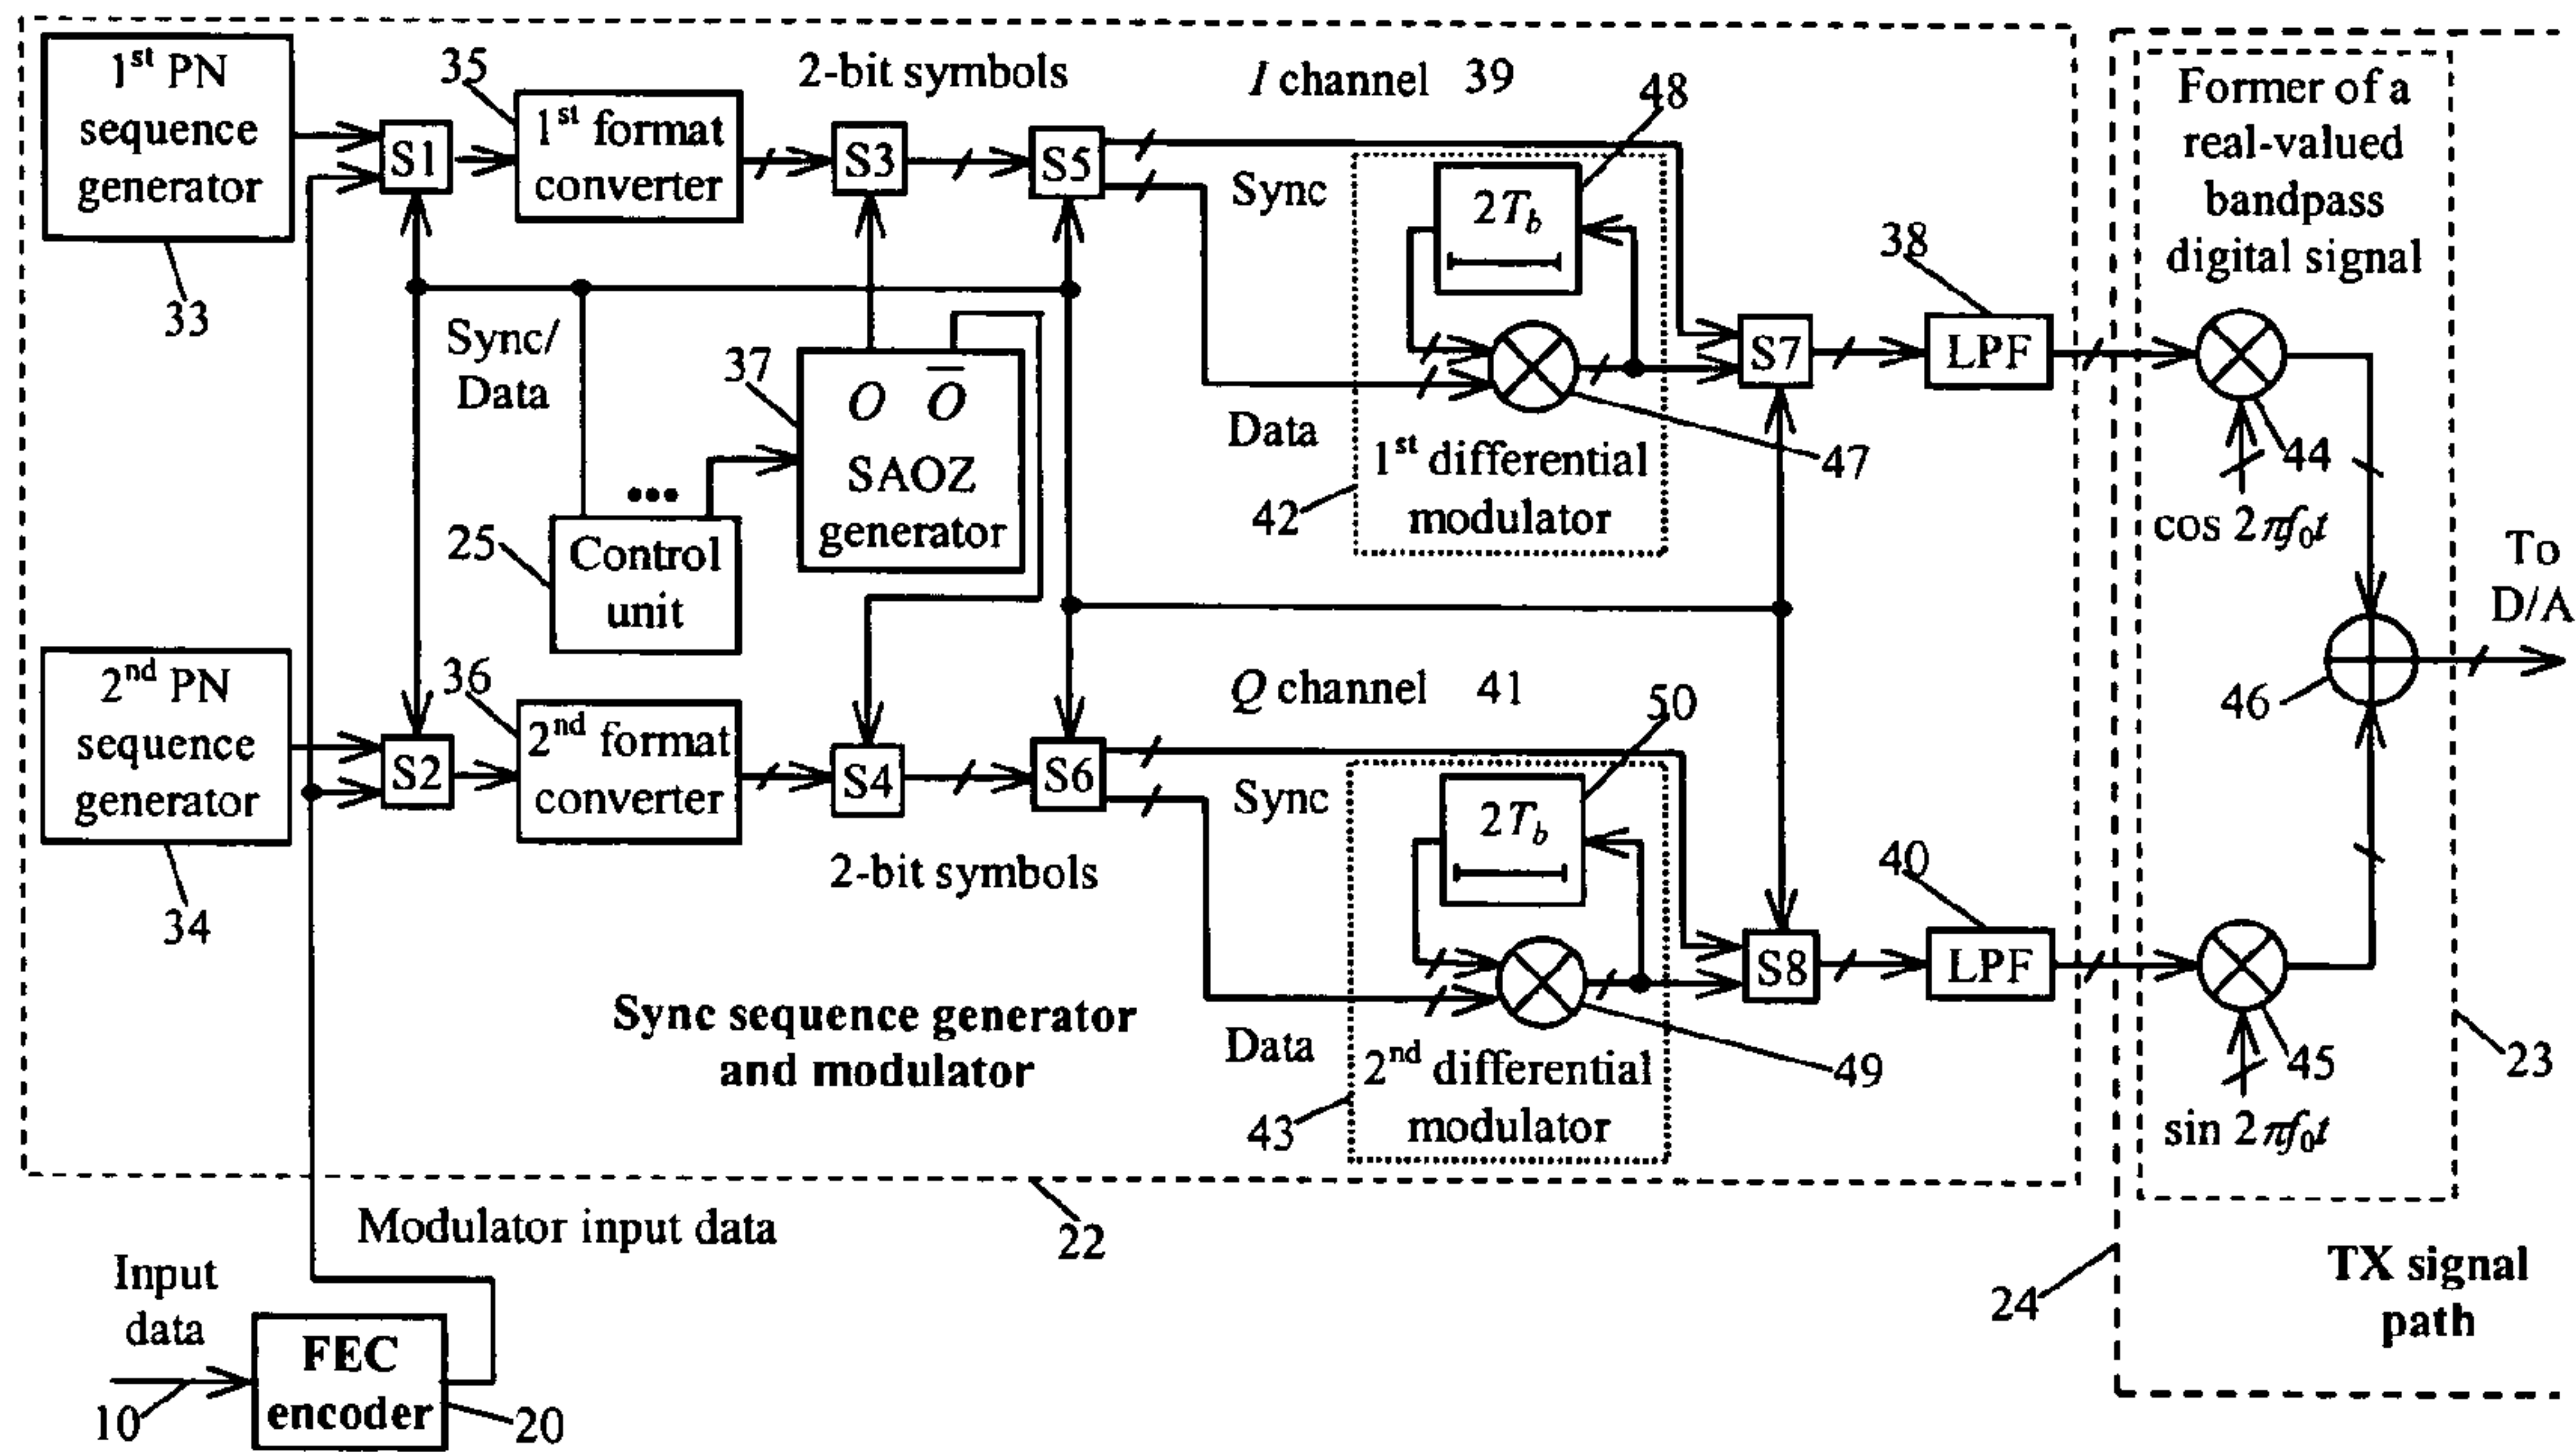 1st PN
sequence
generator
33
S1
35
1st format
converter
2-bit symbols
S3
S5
I channel 39
48
Sync
2Tb
Data
47
1st differential
modulator
42
S7
38
LPF
Former of a
real-valued
bandpass
digital signal
44
cos 2πf0t
To
D/A
46
Sync/
Data
37
O O̅
SAOZ
generator
25
Control
unit
2nd PN
sequence
generator
34
S2
36
2nd format
converter
S4
2-bit symbols
S6
Q channel 41
50
Sync
2Tb
Data
49
2nd differential
modulator
43
S8
40
LPF
45
sin 2πf0t
23
Sync sequence generator
and modulator
22
Modulator input data
Input
data
10
FEC
encoder
20
24
TX signal
path